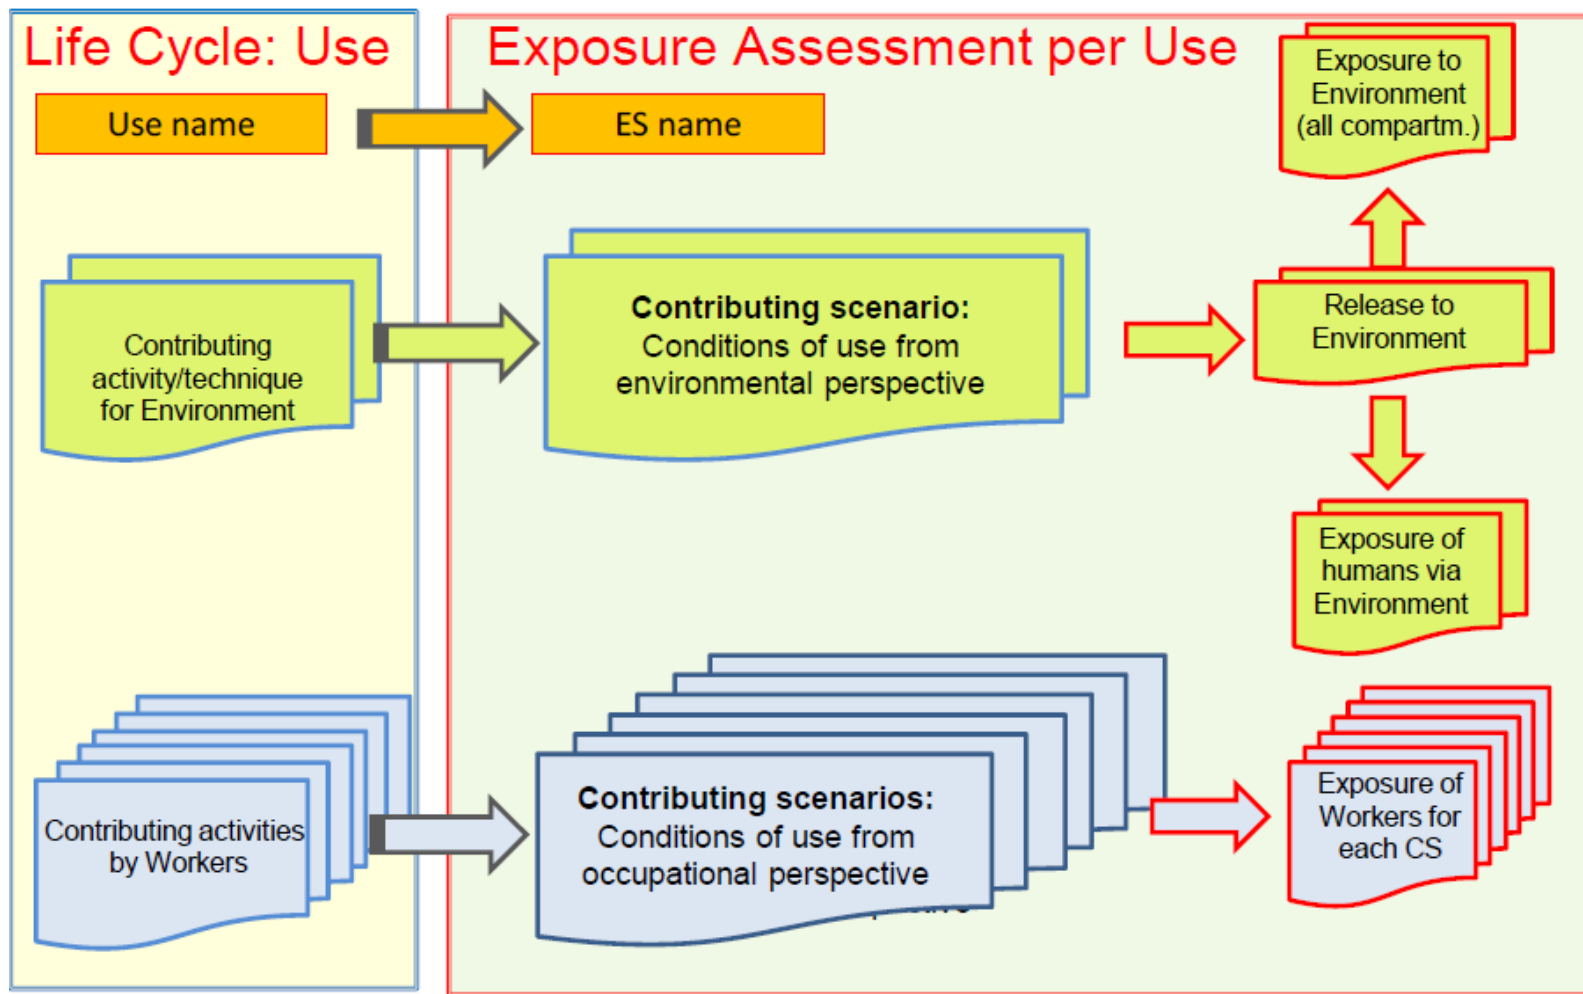 Life Cycle: Use
Exposure Assessment per Use
Use name
ES name
Exposure to
Environment
(all compartm.)
Contributing
activity/technique
for Environment
Contributing scenario:
Conditions of use from
environmental perspective
Release to
Environment
Exposure of
humans via
Environment
Contributing activities
by Workers
Contributing scenarios:
Conditions of use from
occupational perspective
Exposure of
Workers for
each CS